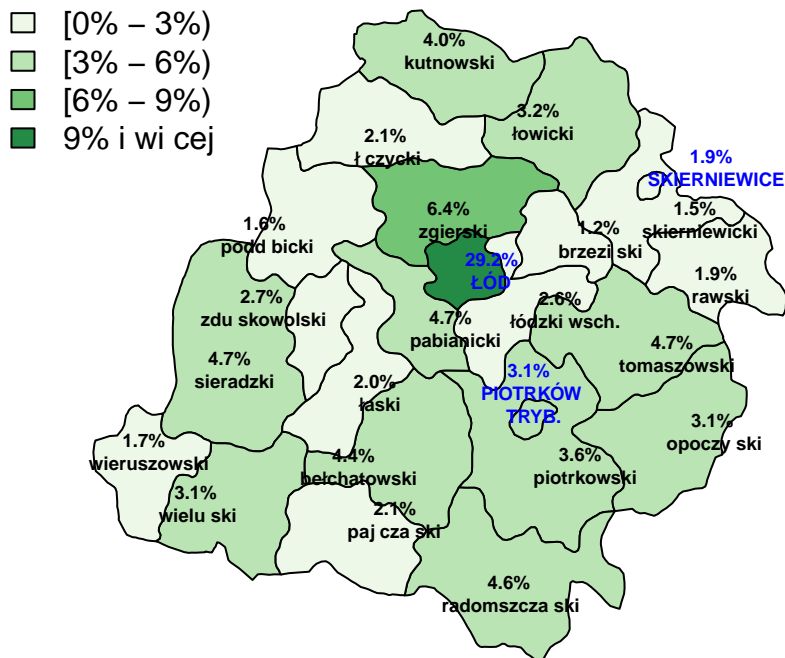 [0% – 3%)
[3% – 6%)
[6% – 9%)
9% i wi cej
4.0%
kutnowski
3.2%
łowicki
2.1%
ł czycki
1.9%
SKIERNIEWICE
6.4%
zgierski
1.6%
podd bicki
1.2%
brzezi ski
1.5%
skierniewicki
29.2%
ŁÓD
1.9%
rawski
2.7%
zdu skowolski
4.7%
pabianicki
2.6%
łódzki wsch.
4.7%
sieradzki
4.7%
tomaszowski
2.0%
łaski
3.1%
PIOTRKÓW
TRYB.
3.1%
opoczy ski
1.7%
wieruszowski
4.4%
bełchatowski
3.6%
piotrkowski
3.1%
wielu ski
2.1%
paj cza ski
4.6%
radomszcza ski